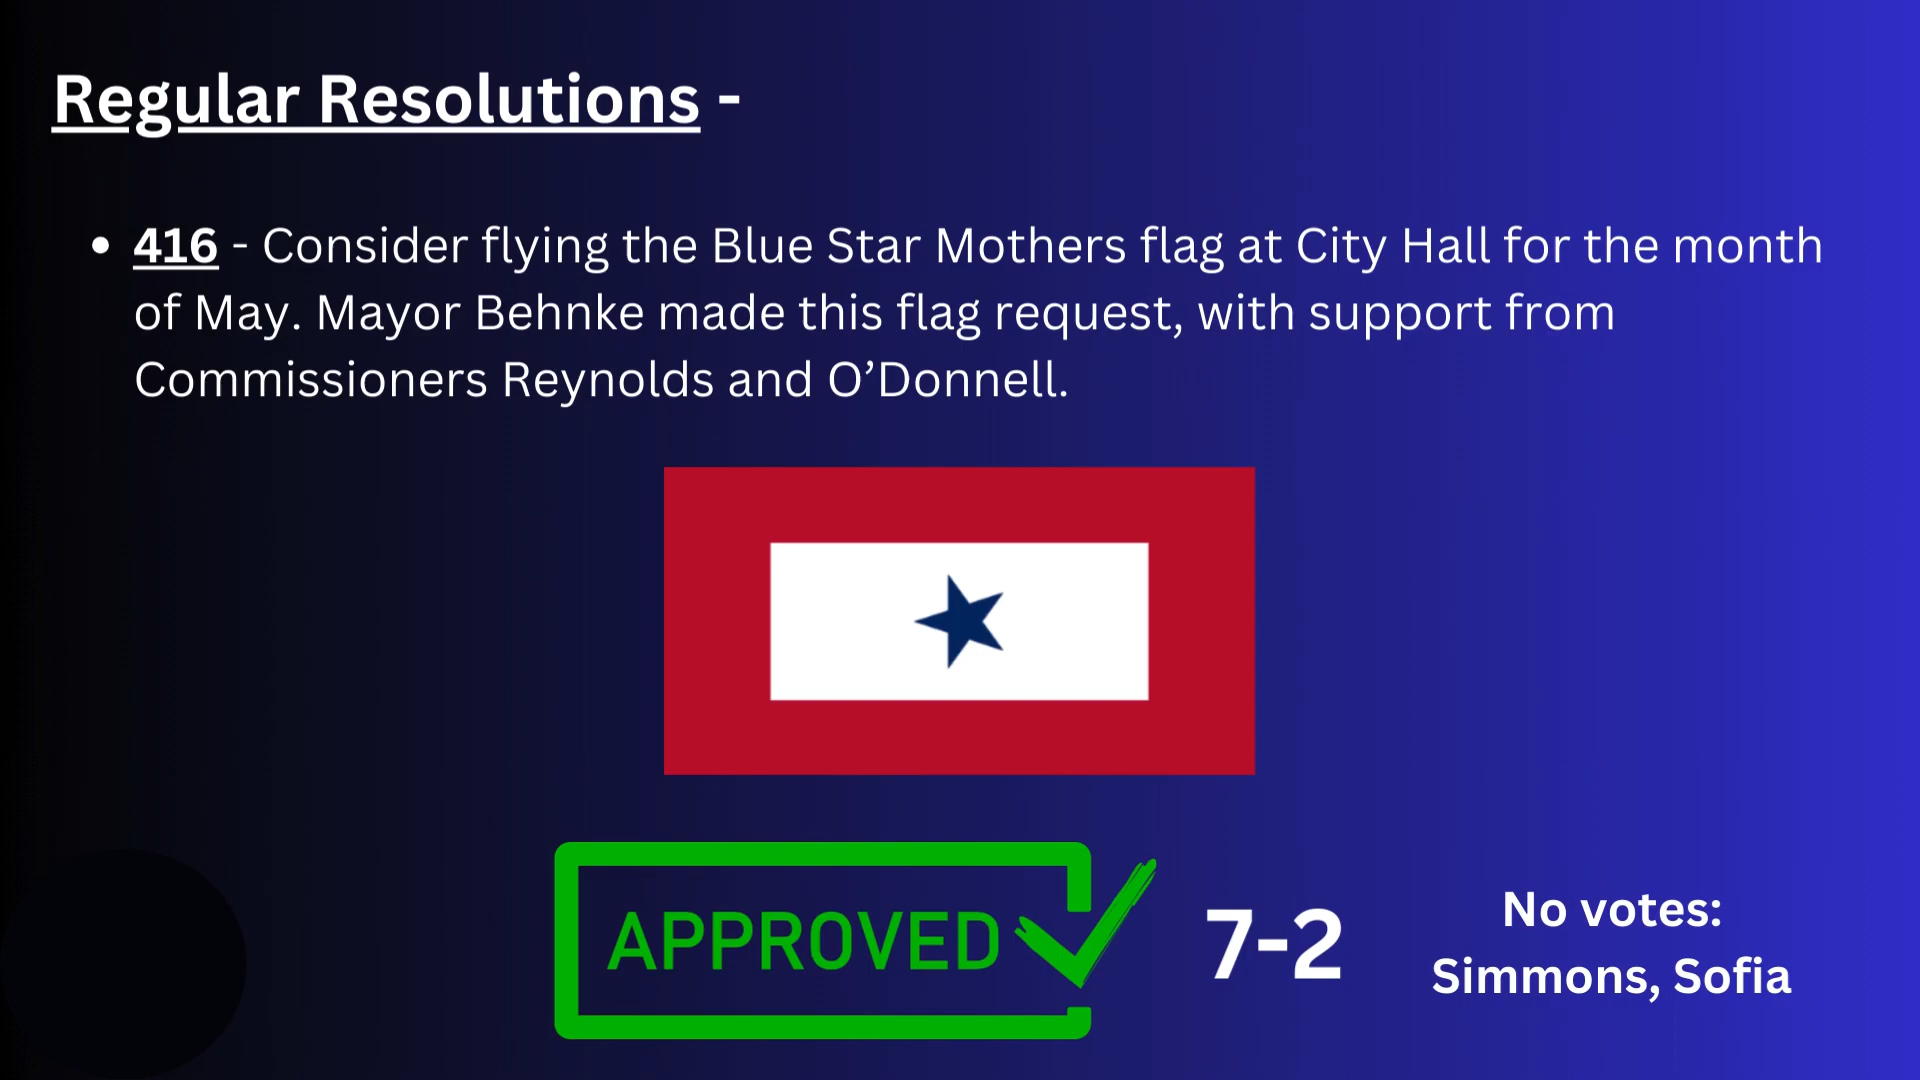 Regular Resolutions -
• 416 - Consider flying the Blue Star Mothers flag at City Hall for the month
of May. Mayor Behnke made this flag request, with support from
Commissioners Reynolds and O’Donnell.
APPROVED
7-2
No votes:
Simmons, Sofia